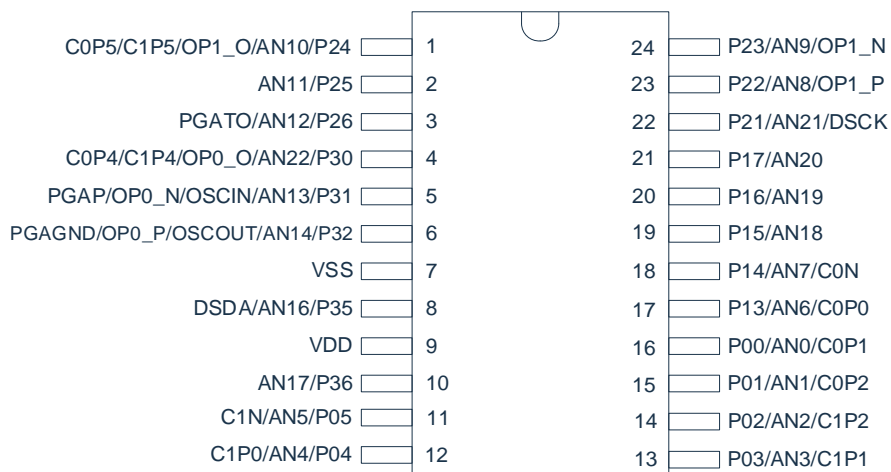 C0P5/C1P5/OP1_O/AN10/P24 1 24 P23/AN9/OP1_N
AN11/P25 2 23 P22/AN8/OP1_P
PGATO/AN12/P26 3 22 P21/AN21/DSCK
C0P4/C1P4/OP0_O/AN22/P30 4 21 P17/AN20
PGAP/OP0_N/OSCIN/AN13/P31 5 20 P16/AN19
PGAGND/OP0_P/OSCOUT/AN14/P32 6 19 P15/AN18
VSS 7 18 P14/AN7/C0N
DSDA/AN16/P35 8 17 P13/AN6/C0P0
VDD 9 16 P00/AN0/C0P1
AN17/P36 10 15 P01/AN1/C0P2
C1N/AN5/P05 11 14 P02/AN2/C1P2
C1P0/AN4/P04 12 13 P03/AN3/C1P1